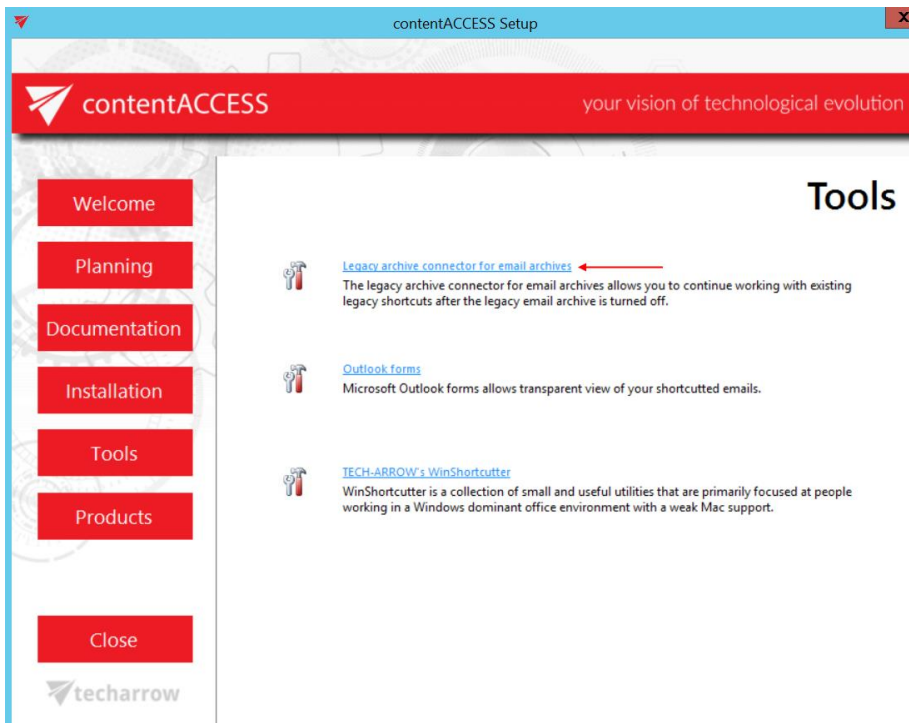 contentACCESS Setup
X
contentACCESS
your vision of technological evolution
Welcome
Planning
Documentation
Installation
Tools
Products
Close
techarrow
Tools
Legacy archive connector for email archives
The legacy archive connector for email archives allows you to continue working with existing
legacy shortcuts after the legacy email archive is turned off.
Outlook forms
Microsoft Outlook forms allows transparent view of your shortcutted emails.
TECH-ARROW's WinShortcutter
WinShortcutter is a collection of small and useful utilities that are primarily focused at people
working in a Windows dominant office environment with a weak Mac support.